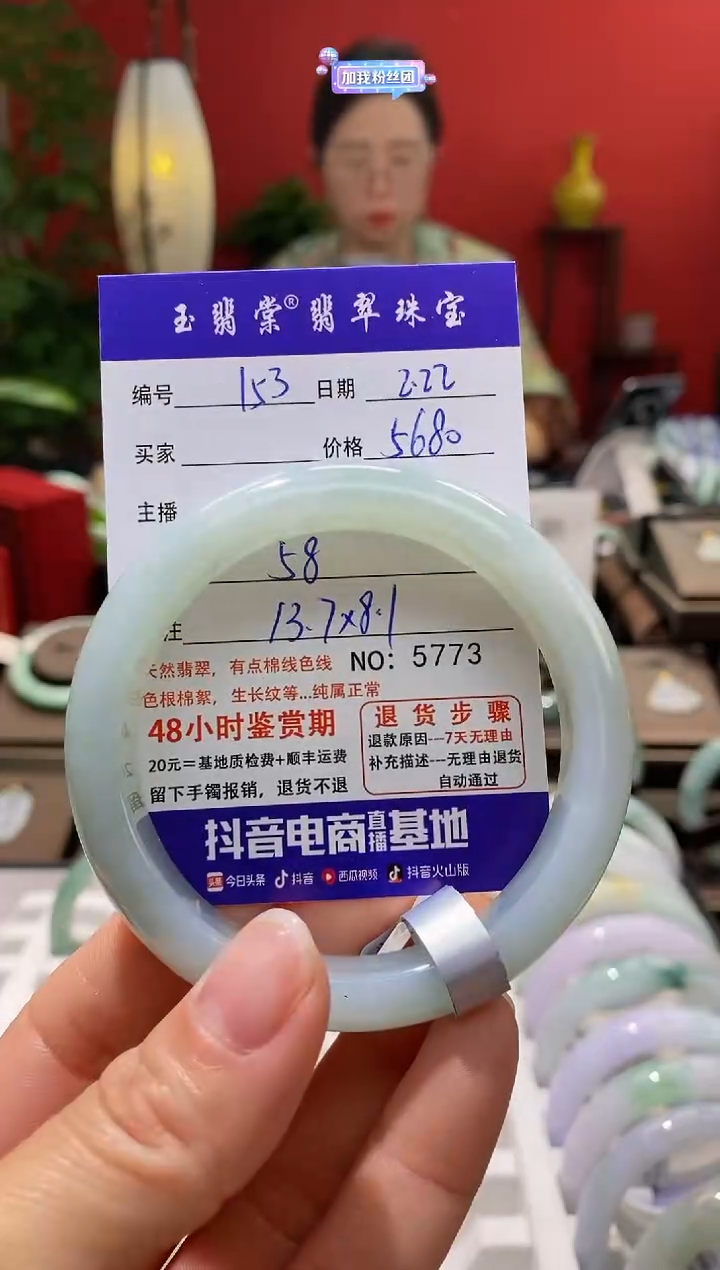 加我粉丝团
玉翡棠®翡翠珠宝
编号 153 日期 2.22
买家 价格 5680
主播
58
注 13.7×8.1
天然翡翠，有点棉线色线 NO: 5773
色根棉絮，生长纹等...纯属正常
48小时鉴赏期
20元=基地质检费+顺丰运费
留下手镯报销，退货不退
退货步骤
退款原因---7天无理由
补充描述---无理由退货
自动通过
抖音电商直播基地
头条 今日头条 抖音 西瓜视频 抖音火山版